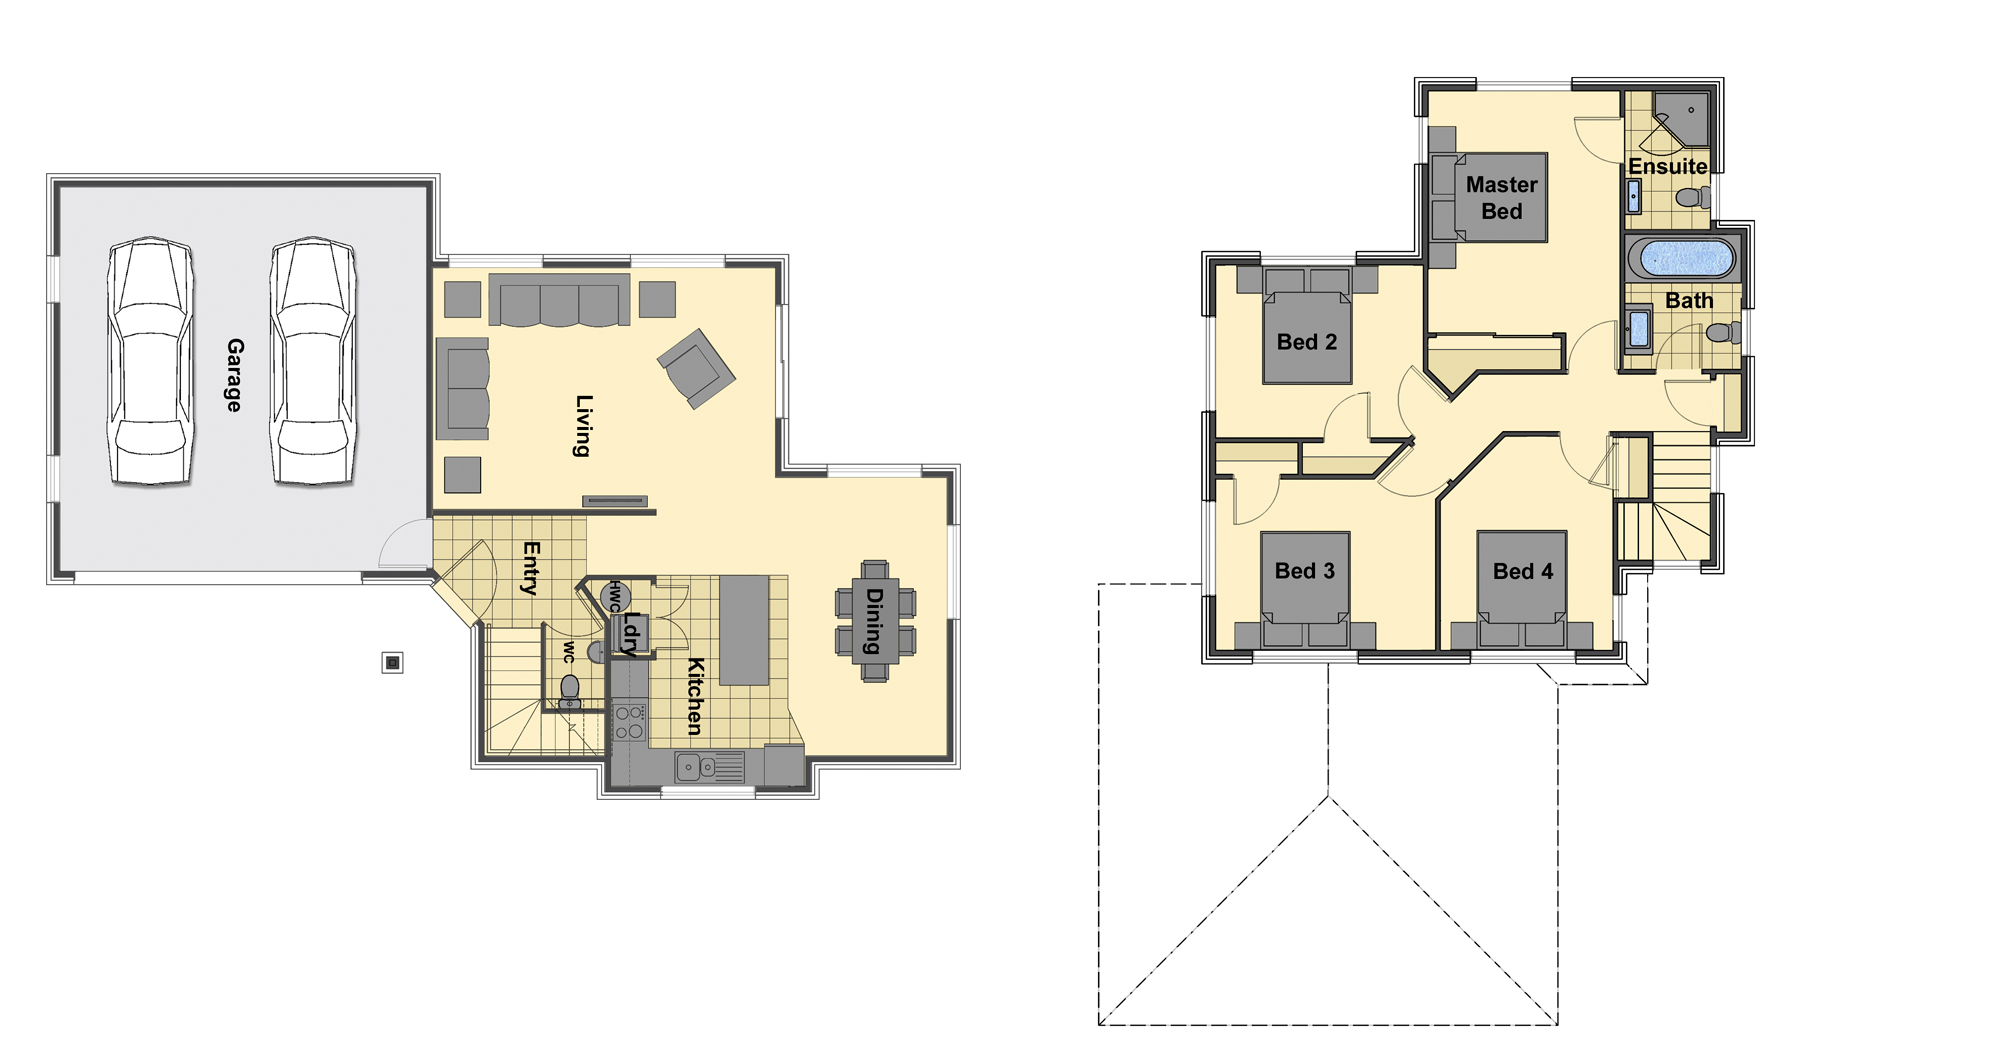 Garage
Living
Entry
HWC
Ldry
WC
Kitchen
Dining
Master
Bed
Ensuite
Bath
Bed 2
Bed 3
Bed 4